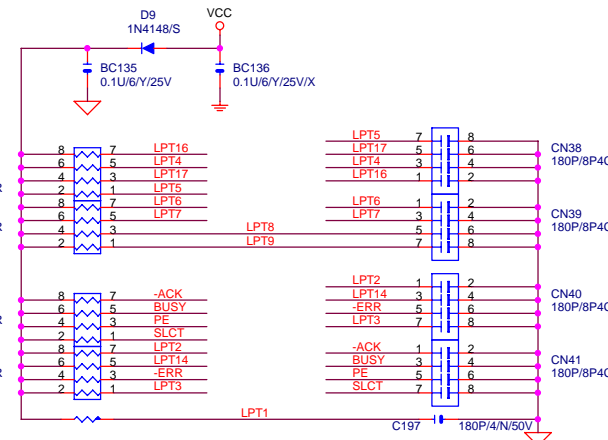 D9
1N4148/S
VCC
BC135
0.1U/6/Y/25V
BC136
0.1U/6/Y/25V/X
8 7 LPT16
6 5 LPT4
4 3 LPT17
2 1 LPT5
8 7 LPT6
6 5 LPT7
4 3 LPT8
2 1 LPT9
LPT5 7 8
LPT17 5 6
LPT4 3 4
LPT16 1 2
CN38
180P/8P4C
LPT6 1 2
LPT7 3 4
5 6
7 8
CN39
180P/8P4C
R
R
8 7 -ACK
6 5 BUSY
4 3 PE
2 1 SLCT
8 7 LPT2
6 5 LPT14
4 3 -ERR
2 1 LPT3
LPT2 1 2
LPT14 3 4
-ERR 5 6
LPT3 7 8
CN40
180P/8P4C
-ACK 1 2
BUSY 3 4
PE 5 6
SLCT 7 8
CN41
180P/8P4C
R
R
LPT1
C197
180P/4/N/50V